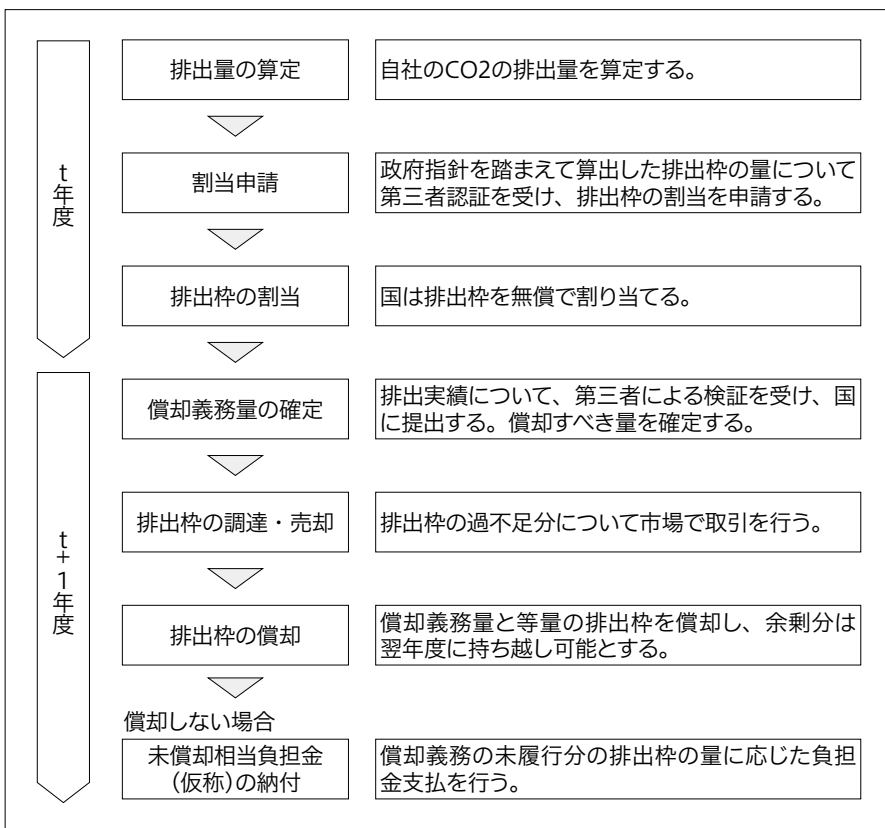 t年度
排出量の算定
自社のCO2の排出量を算定する。
割当申請
政府指針を踏まえて算出した排出枠の量について
第三者認証を受け、排出枠の割当を申請する。
排出枠の割当
国は排出枠を無償で割り当てる。
t+1年度
償却義務量の確定
排出実績について、第三者による検証を受け、国
に提出する。償却すべき量を確定する。
排出枠の調達・売却
排出枠の過不足分について市場で取引を行う。
排出枠の償却
償却義務量と等量の排出枠を償却し、余剰分は
翌年度に持ち越し可能とする。
償却しない場合
未償却相当負担金
(仮称)の納付
償却義務の未履行分の排出枠の量に応じた負担
金支払を行う。